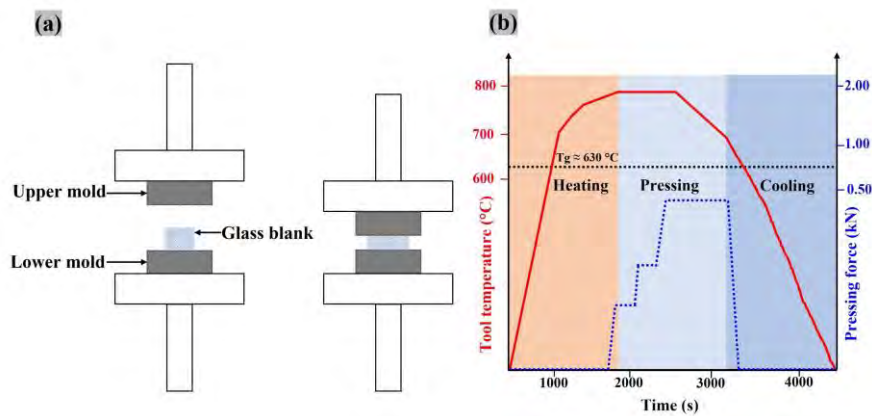 (a)
Upper mold
Glass blank
Lower mold
(b)
800
700
600
Tool temperature (°C)
Tg ≈ 630 °C
Heating
Pressing
Cooling
2.00
1.00
0.50
Pressing force (kN)
1000
2000
3000
4000
Time (s)